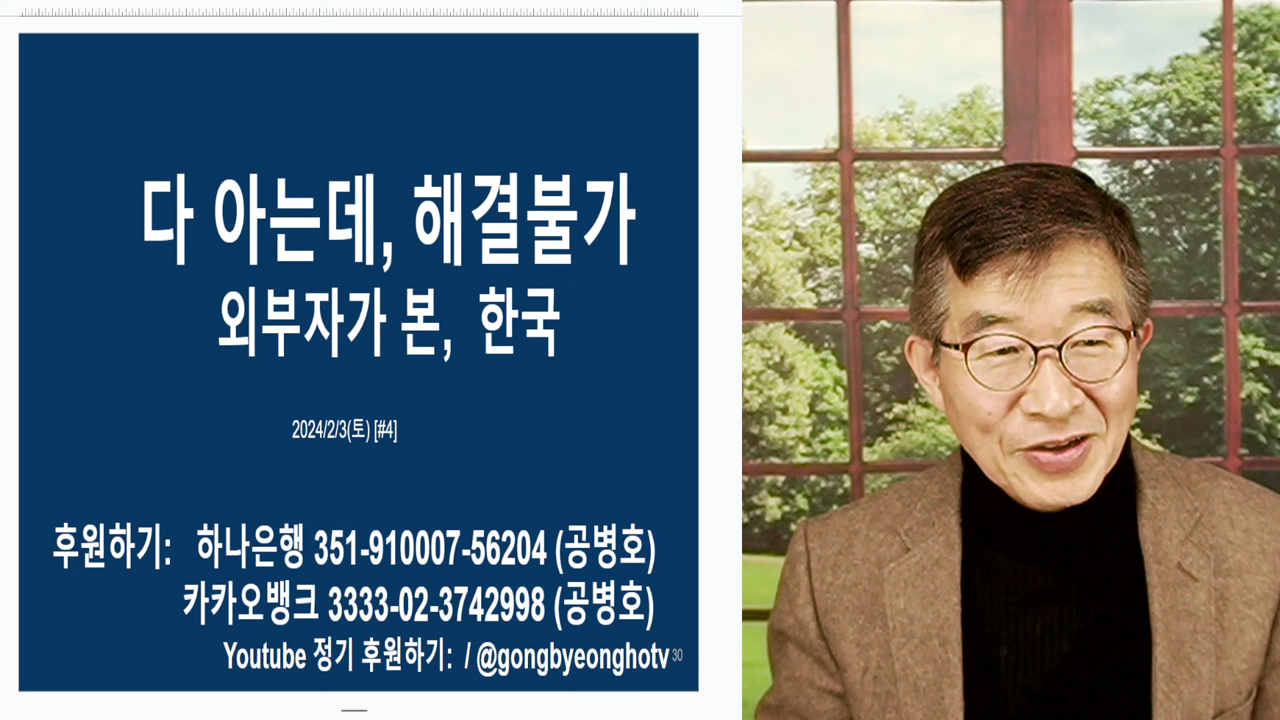 다 아는데, 해결불가
외부자가 본, 한국
2024/2/3(토) [#4]
후원하기: 하나은행 351-910007-56204 (공병호)
카카오뱅크 3333-02-3742998 (공병호)
Youtube 정기 후원하기: / @gongbyeonghotv
30